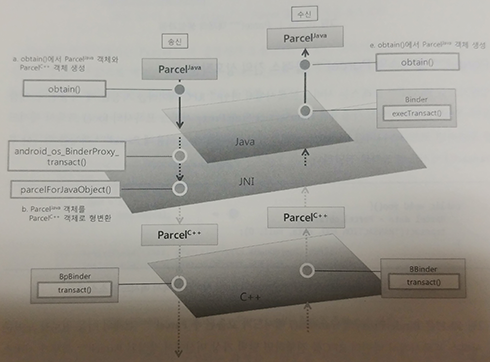 송신
수신
Parcel^Java
Parcel^Java
a. obtain()에서 Parcel^Java 객체와
Parcel^C++ 객체 생성
e. obtain()에서 Parcel^Java 객체 생성
obtain()
obtain()
Binder
execTransact()
Java
android_os_BinderProxy_
transact()
JNI
parcelForJavaObject()
b. Parcel^Java 객체를
Parcel^C++ 객체로 형변환
Parcel^C++
Parcel^C++
BpBinder
transact()
BBinder
transact()
C++